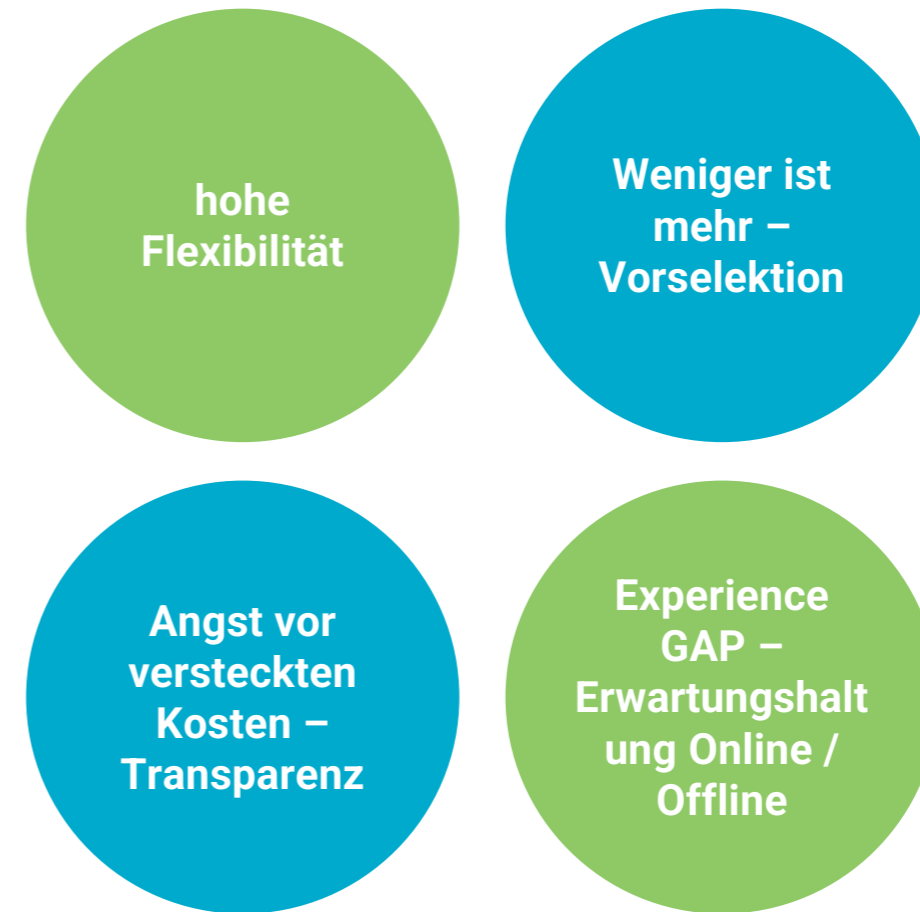 hohe
Flexibilität
Weniger ist
mehr –
Vorselektion
Angst vor
versteckten
Kosten –
Transparenz
Experience
GAP –
Erwartungshalt
ung Online /
Offline